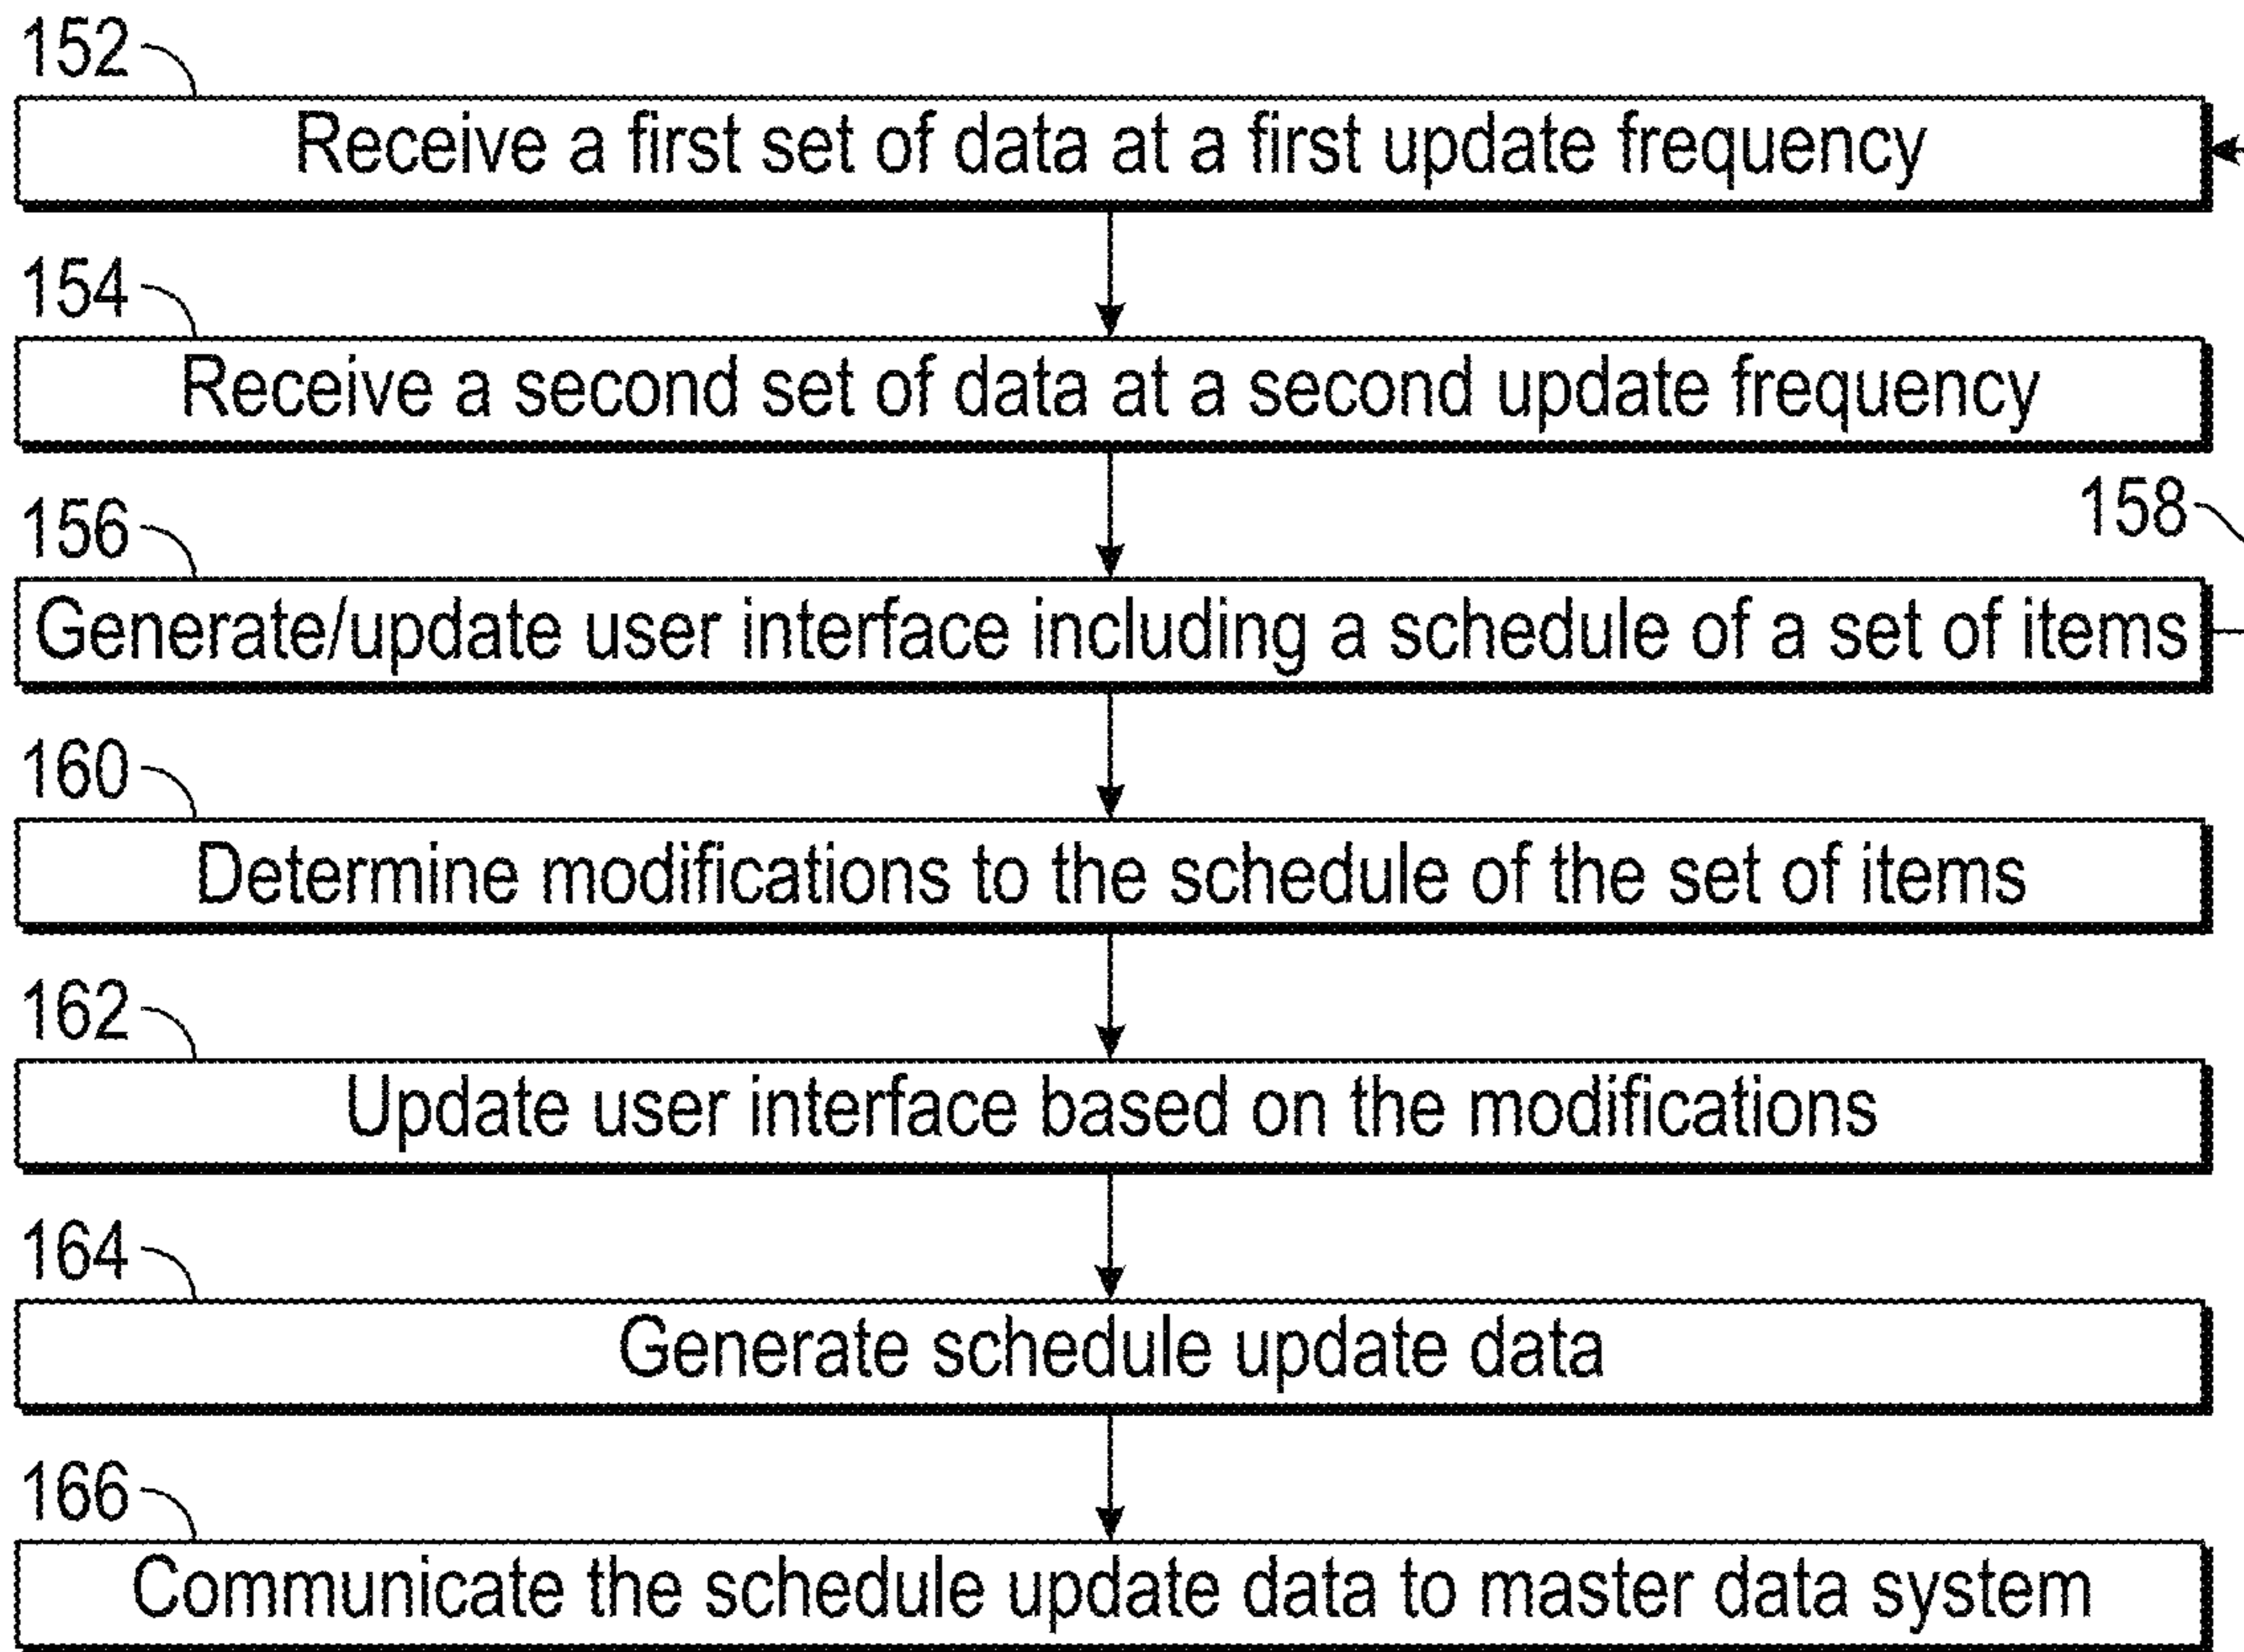 152
Receive a first set of data at a first update frequency
154
Receive a second set of data at a second update frequency
156
158
Generate/update user interface including a schedule of a set of items
160
Determine modifications to the schedule of the set of items
162
Update user interface based on the modifications
164
Generate schedule update data
166
Communicate the schedule update data to master data system